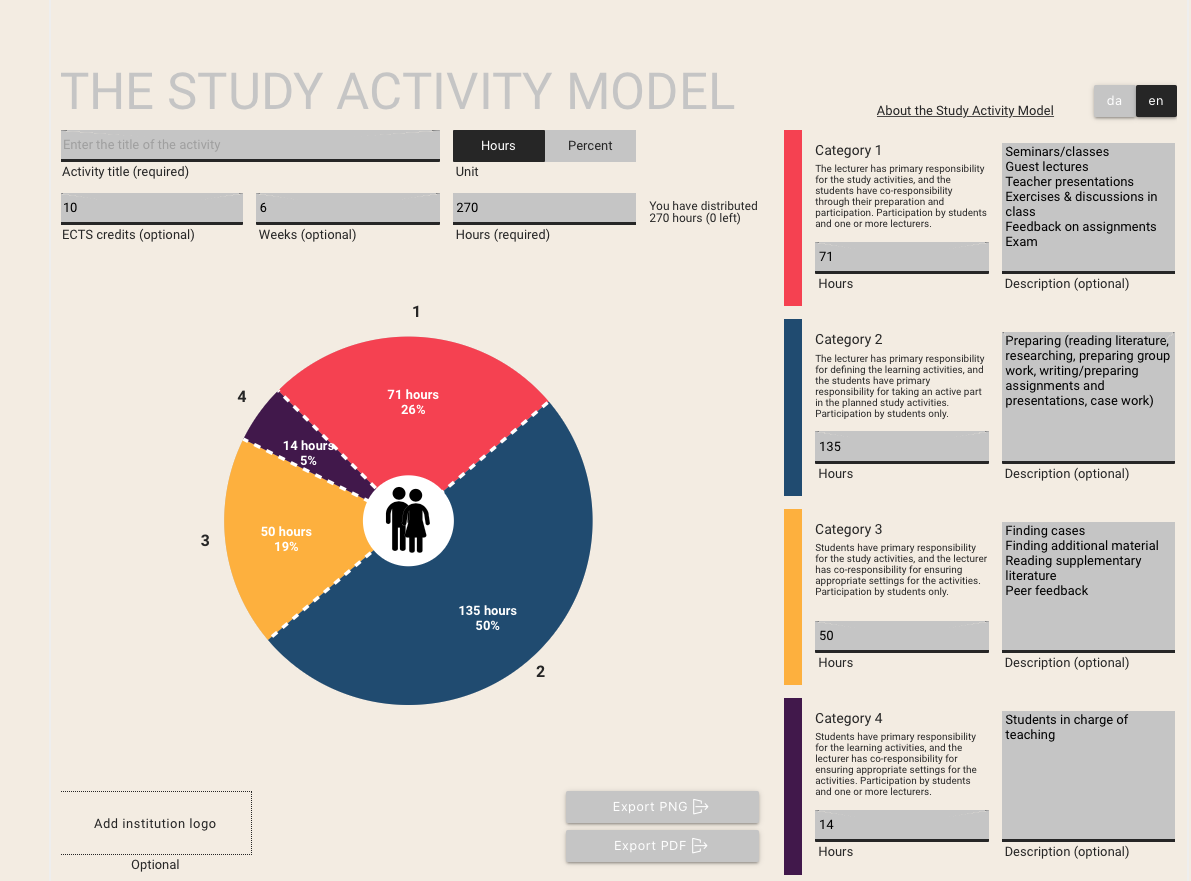 THE STUDY ACTIVITY MODEL
About the Study Activity Model
da
en
Enter the title of the activity
Activity title (required)
Hours
Percent
Unit
10
ECTS credits (optional)
6
Weeks (optional)
270
Hours (required)
You have distributed
270 hours (0 left)
1
71 hours
26%
4
14 hours
5%
3
50 hours
19%
135 hours
50%
2
Add institution logo
Optional
Export PNG
Export PDF
Category 1
The lecturer has primary responsibility
for the study activities, and the
students have co-responsibility
through their preparation and
participation. Participation by students
and one or more lecturers.
71
Hours
Seminars/classes
Guest lectures
Teacher presentations
Exercises & discussions in
class
Feedback on assignments
Exam
Description (optional)
Category 2
The lecturer has primary responsibility
for defining the learning activities, and
the students have primary
responsibility for taking an active part
in the planned study activities.
Participation by students only.
135
Hours
Preparing (reading literature,
researching, preparing group
work, writing/preparing
assignments and
presentations, case work)
Description (optional)
Category 3
Students have primary responsibility
for the study activities, and the lecturer
has co-responsibility for ensuring
appropriate settings for the activities.
Participation by students only.
50
Hours
Finding cases
Finding additional material
Reading supplementary
literature
Peer feedback
Description (optional)
Category 4
Students have primary responsibility
for the learning activities, and the
lecturer has co-responsibility for
ensuring appropriate settings for the
activities. Participation by students
and one or more lecturers.
14
Hours
Students in charge of
teaching
Description (optional)